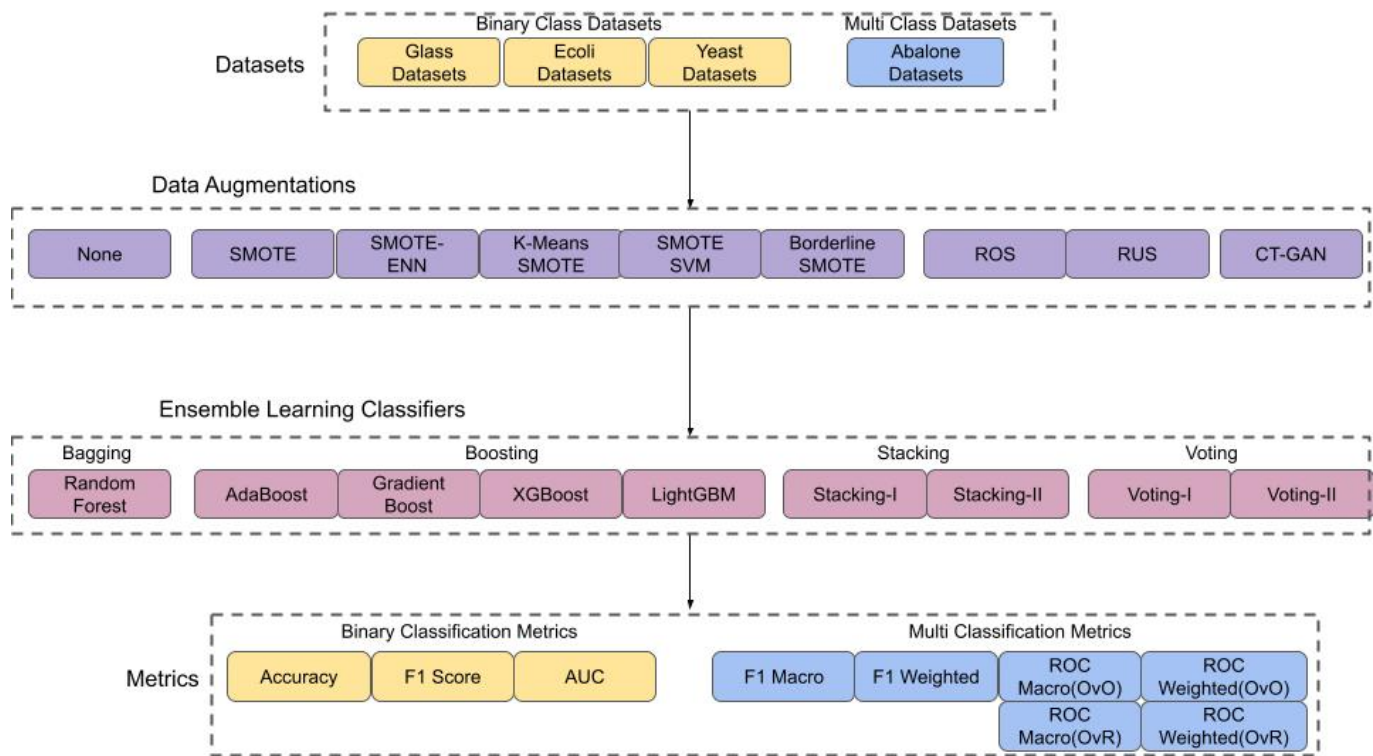 Binary Class Datasets
Multi Class Datasets
Datasets
Glass
Datasets
Ecoli
Datasets
Yeast
Datasets
Abalone
Datasets
Data Augmentations
None
SMOTE
SMOTE-
ENN
K-Means
SMOTE
SMOTE
SVM
Borderline
SMOTE
ROS
RUS
CT-GAN
Ensemble Learning Classifiers
Bagging
Boosting
Stacking
Voting
Random
Forest
AdaBoost
Gradient
Boost
XGBoost
LightGBM
Stacking-I
Stacking-II
Voting-I
Voting-II
Binary Classification Metrics
Multi Classification Metrics
Metrics
Accuracy
F1 Score
AUC
F1 Macro
F1 Weighted
ROC
Macro(OvO)
ROC
Weighted(OvO)
ROC
Macro(OvR)
ROC
Weighted(OvR)